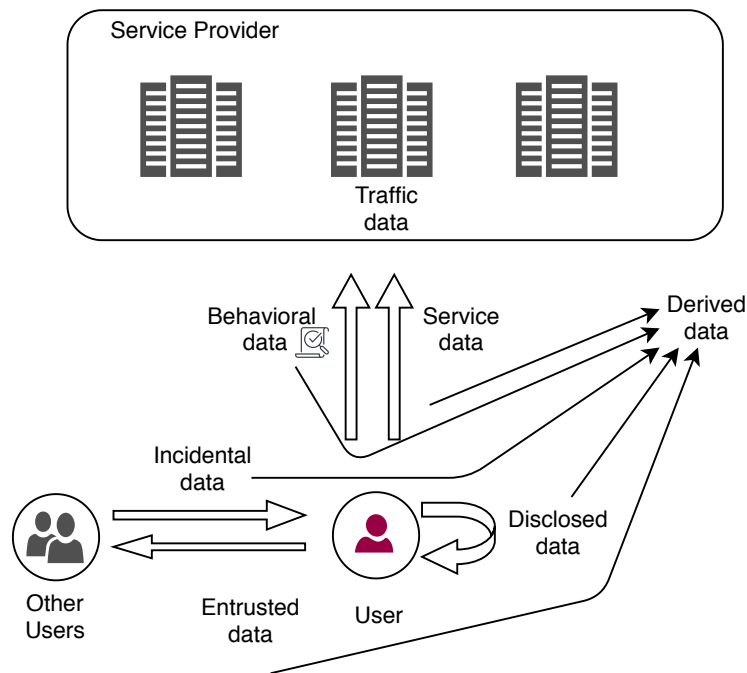 Service Provider
Traffic
data
Behavioral
data
Service
data
Derived
data
Incidental
data
Disclosed
data
Other
Users
Entrusted
data
User